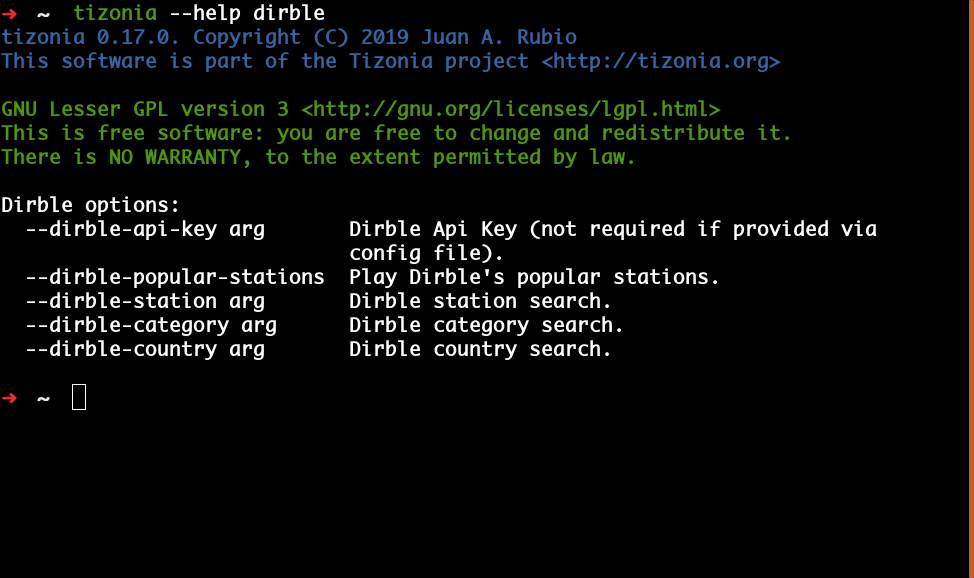 ➜  ~  tizonia --help dirble
tizonia 0.17.0. Copyright (C) 2019 Juan A. Rubio
This software is part of the Tizonia project <http://tizonia.org>
GNU Lesser GPL version 3 <http://gnu.org/licenses/lgpl.html>
This is free software: you are free to change and redistribute it.
There is NO WARRANTY, to the extent permitted by law.
Dirble options:
  --dirble-api-key arg       Dirble Api Key (not required if provided via
                             config file).
  --dirble-popular-stations  Play Dirble's popular stations.
  --dirble-station arg       Dirble station search.
  --dirble-category arg      Dirble category search.
  --dirble-country arg       Dirble country search.
➜  ~